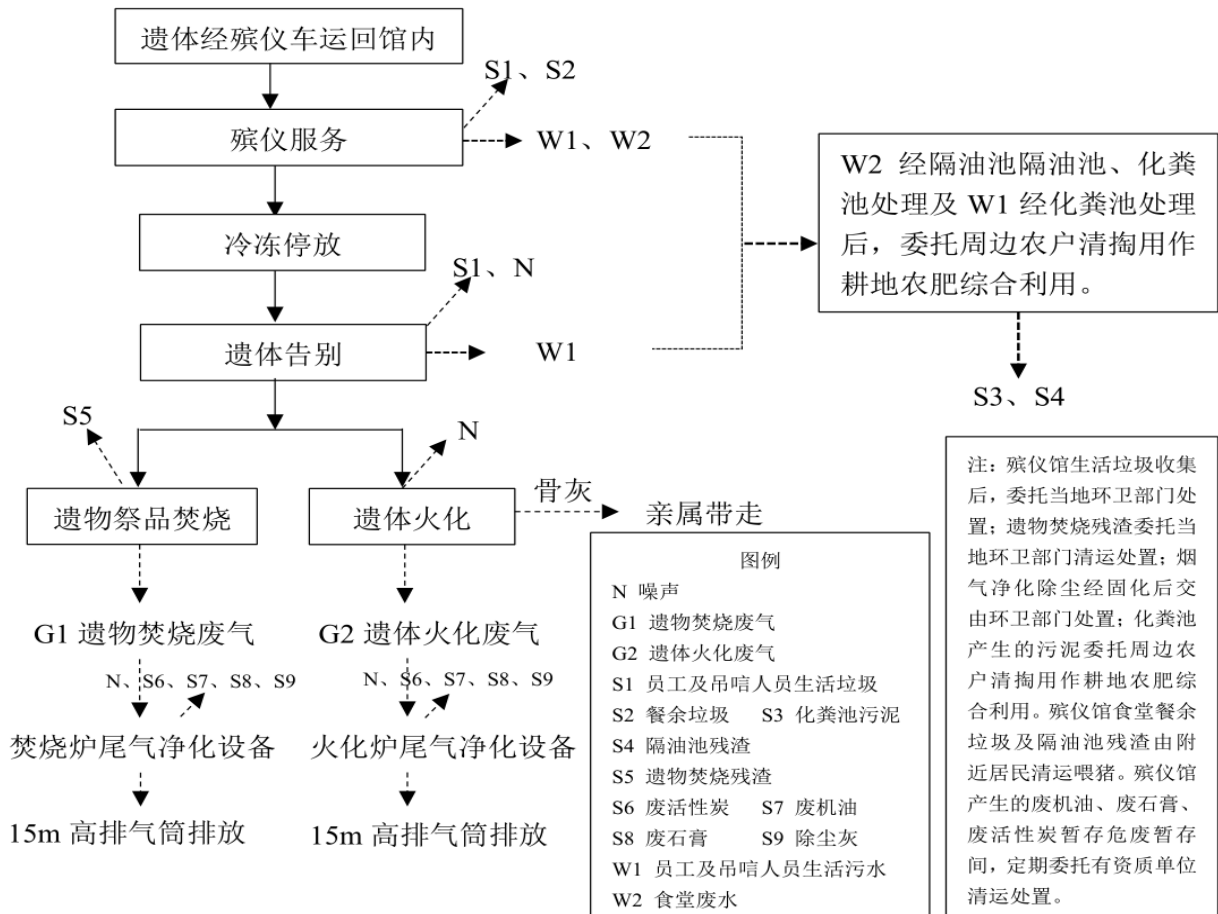 遗体经殡仪车运回馆内
S1、S2
殡仪服务
W1、W2
W2 经隔油池隔油池、化粪
池处理及 W1 经化粪池处理
后，委托周边农户清掏用作
耕地农肥综合利用。
冷冻停放
S1、N
遗体告别
W1
S3、S4
S5
N
遗物祭品焚烧
遗体火化
骨灰
亲属带走
G1 遗物焚烧废气
G2 遗体火化废气
N、S6、S7、S8、S9
N、S6、S7、S8、S9
焚烧炉尾气净化设备
火化炉尾气净化设备
15m 高排气筒排放
15m 高排气筒排放
图例
N 噪声
G1 遗物焚烧废气
G2 遗体火化废气
S1 员工及吊唁人员生活垃圾
S2 餐余垃圾 S3 化粪池污泥
S4 隔油池残渣
S5 遗物焚烧残渣
S6 废活性炭 S7 废机油
S8 废石膏 S9 除尘灰
W1 员工及吊唁人员生活污水
W2 食堂废水
注：殡仪馆生活垃圾收集
后，委托当地环卫部门处
置；遗物焚烧残渣委托当
地环卫部门清运处置；烟
气净化除尘经固化后交
由环卫部门处置；化粪池
产生的污泥委托周边农
户清掏用作耕地农肥综
合利用。殡仪馆食堂餐余
垃圾及隔油池残渣由附
近居民清运喂猪。殡仪馆
产生的废机油、废石膏、
废活性炭暂存危废暂存
间，定期委托有资质单位
清运处置。